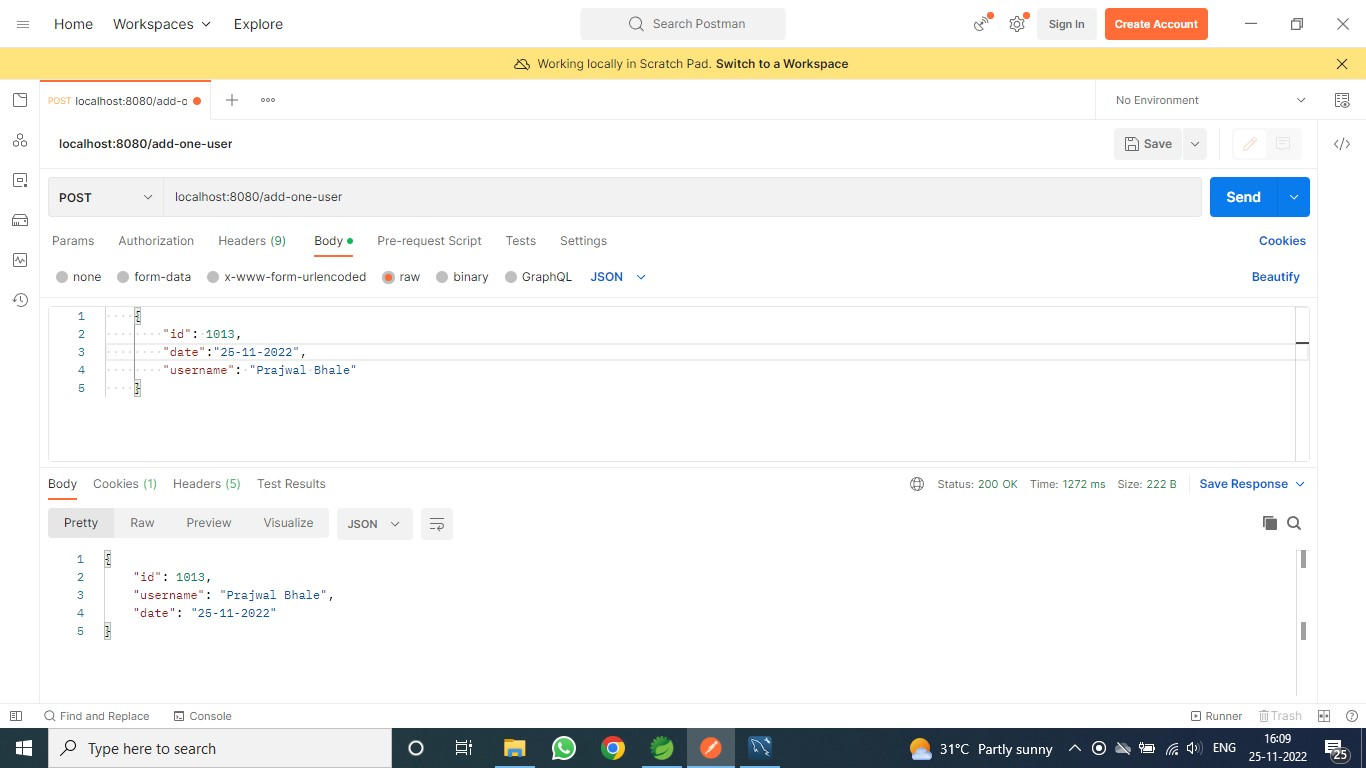 Home Workspaces Explore Search Postman Sign In Create Account
Working locally in Scratch Pad. Switch to a Workspace
POST localhost:8080/add-o No Environment
localhost:8080/add-one-user Save
POST localhost:8080/add-one-user Send
Params Authorization Headers (9) Body Pre-request Script Tests Settings Cookies
none form-data x-www-form-urlencoded raw binary GraphQL JSON Beautify
1 {
2 "id": 1013,
3 "date":"25-11-2022",
4 "username": "Prajwal Bhale"
5 }
Body Cookies (1) Headers (5) Test Results Status: 200 OK Time: 1272 ms Size: 222 B Save Response
Pretty Raw Preview Visualize JSON
1 {
2 "id": 1013,
3 "username": "Prajwal Bhale",
4 "date": "25-11-2022"
5 }
Find and Replace Console Runner Trash
Type here to search 31°C Partly sunny ENG 16:09
25-11-2022 25